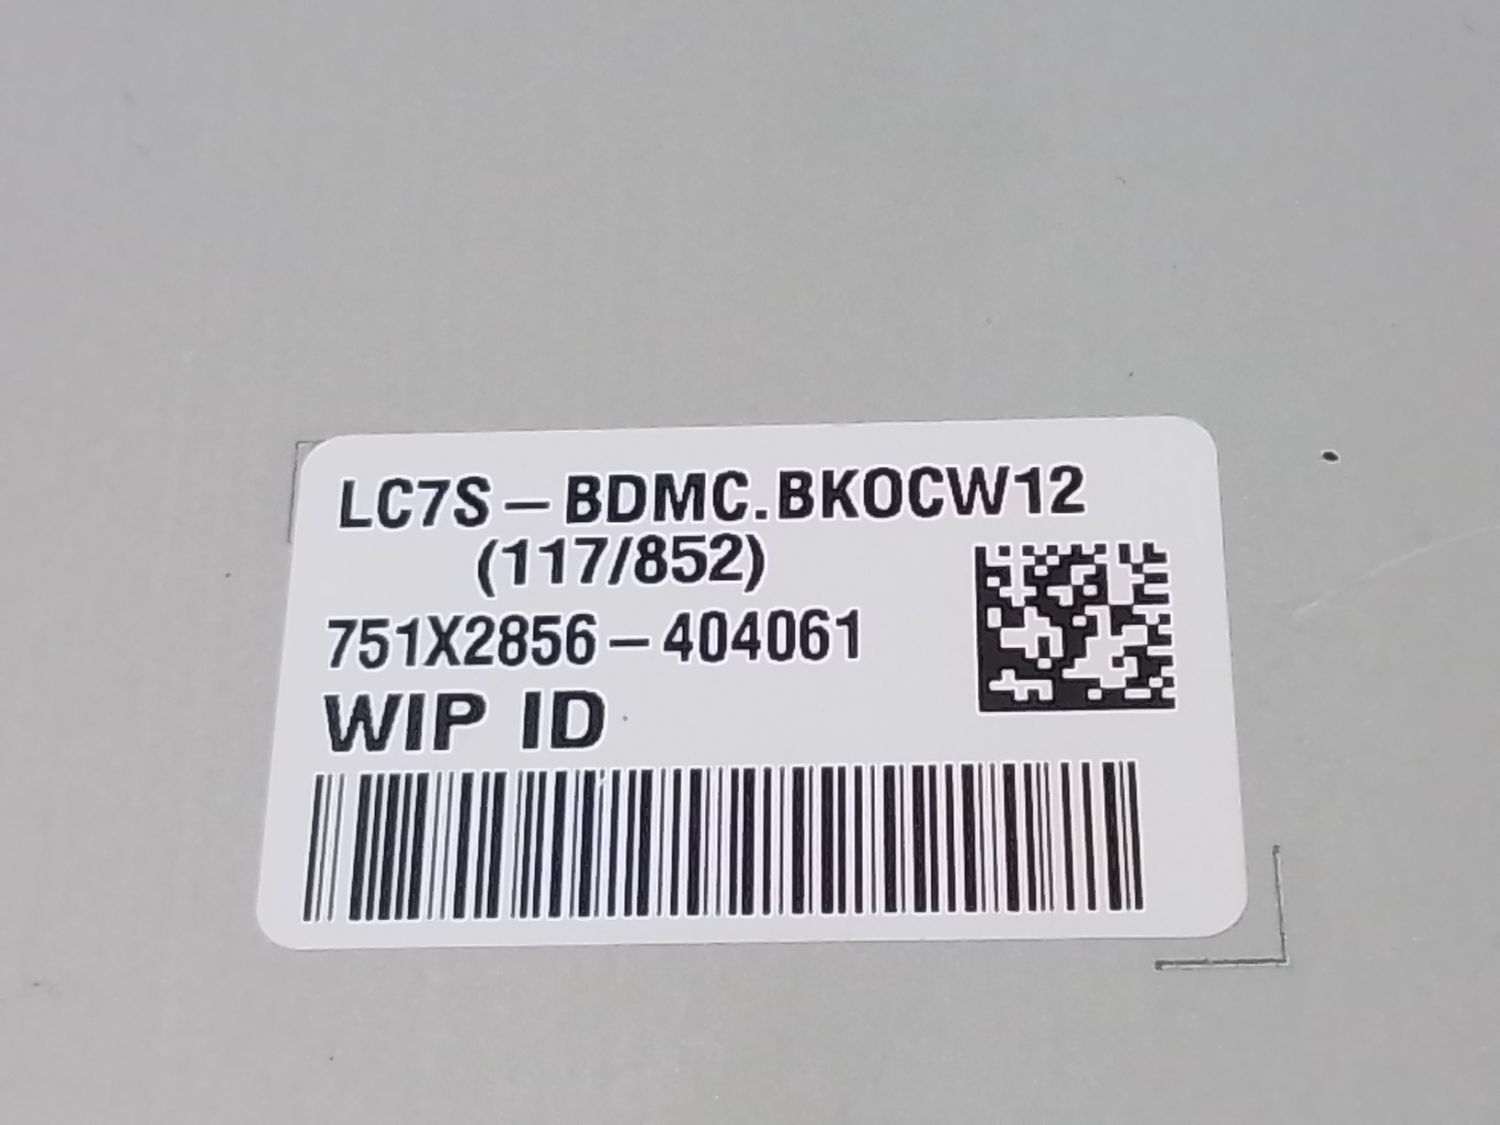 LC7S-BDMC.BKOCW12
(117/852)
751X2856-404061
WIP ID